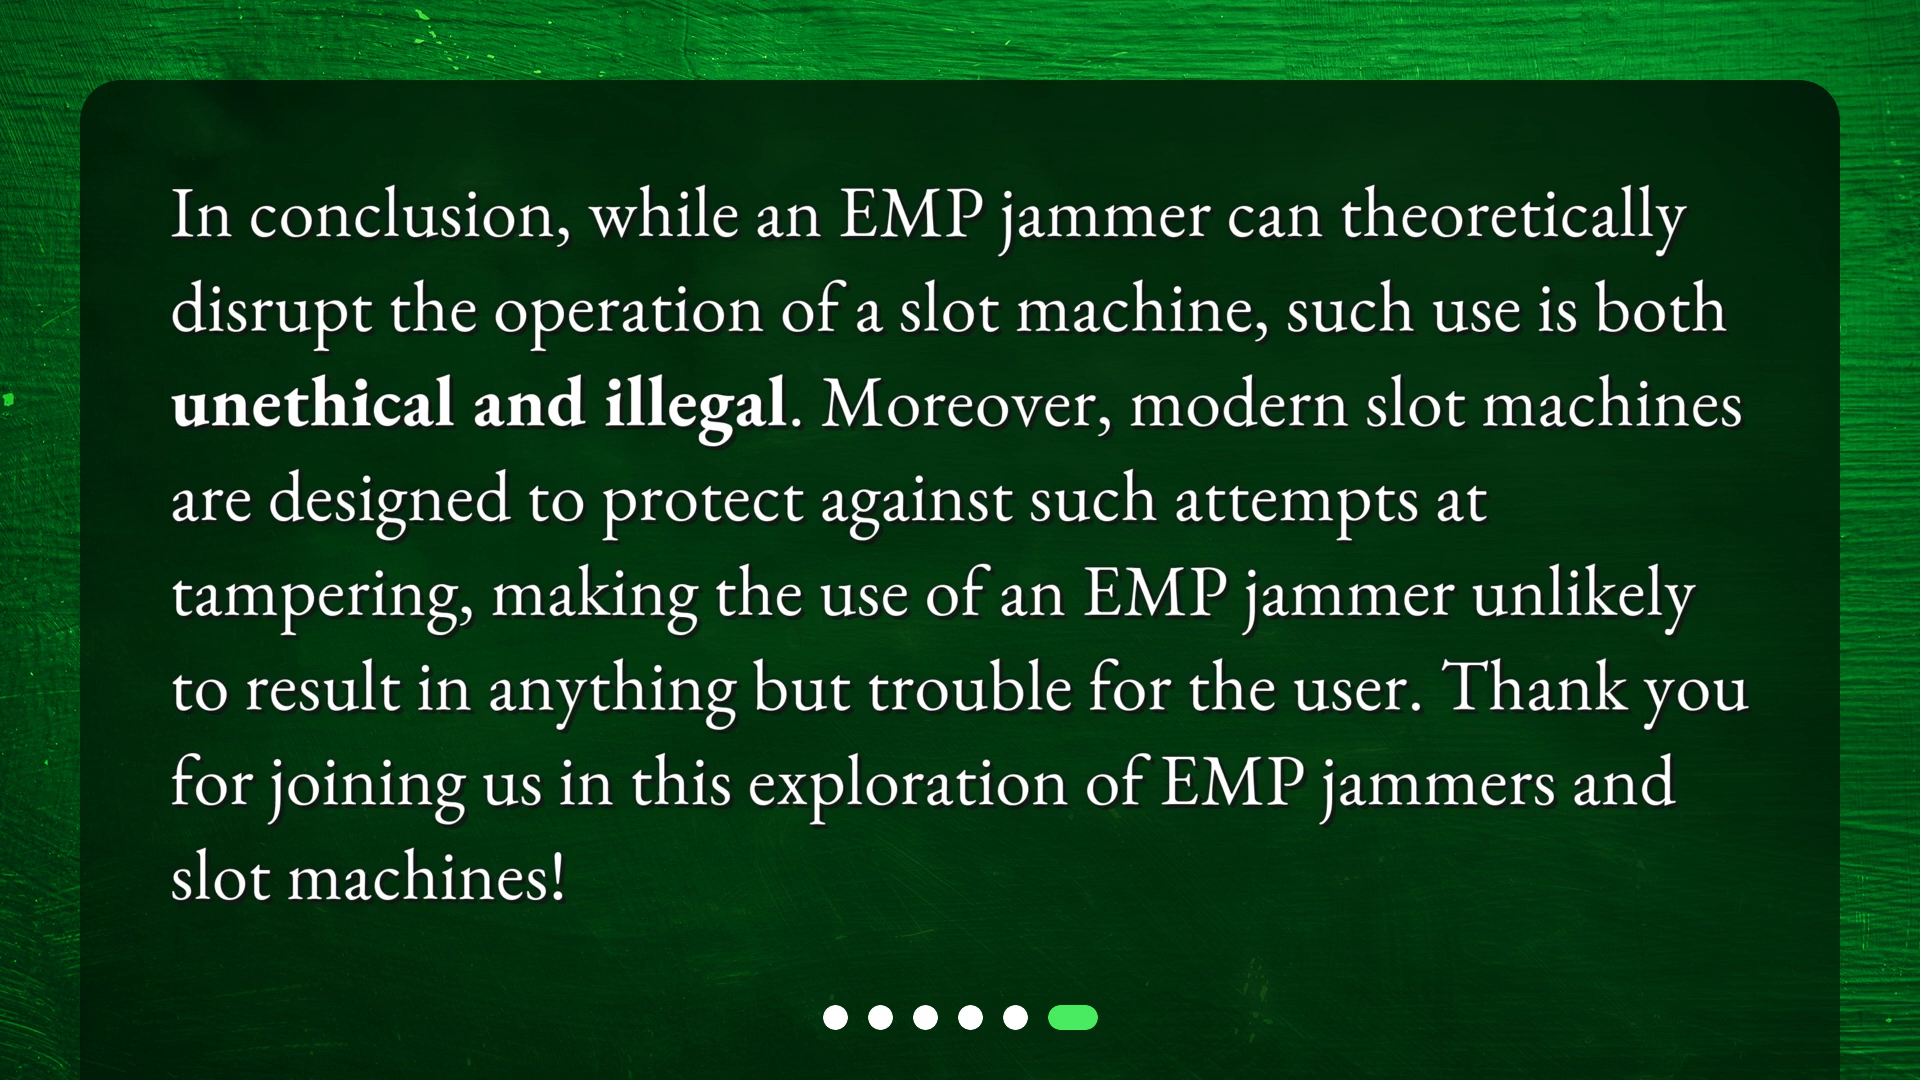 In conclusion, while an EMP jammer can theoretically
disrupt the operation of a slot machine, such use is both
unethical and illegal. Moreover, modern slot machines
are designed to protect against such attempts at
tampering, making the use of an EMP jammer unlikely
to result in anything but trouble for the user. Thank you
for joining us in this exploration of EMP jammers and
slot machines!